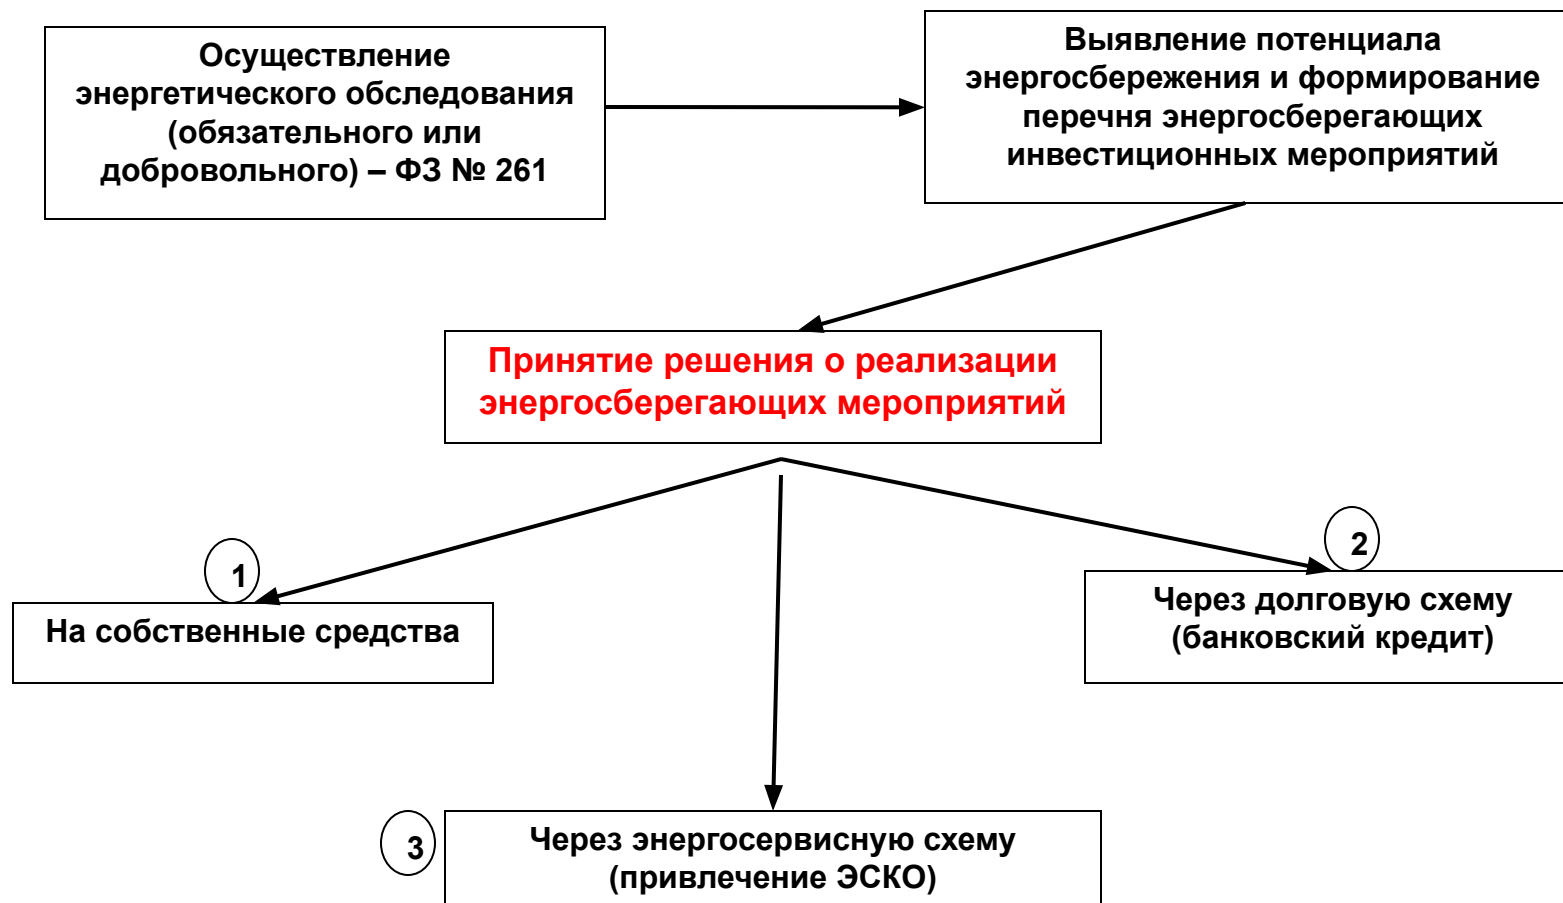 Осуществление
энергетического обследования
(обязательного или
добровольного) – ФЗ № 261
Выявление потенциала
энергосбережения и формирование
перечня энергосберегающих
инвестиционных мероприятий
Принятие решения о реализации
энергосберегающих мероприятий
1
На собственные средства
2
Через долговую схему
(банковский кредит)
3
Через энергосервисную схему
(привлечение ЭСКО)